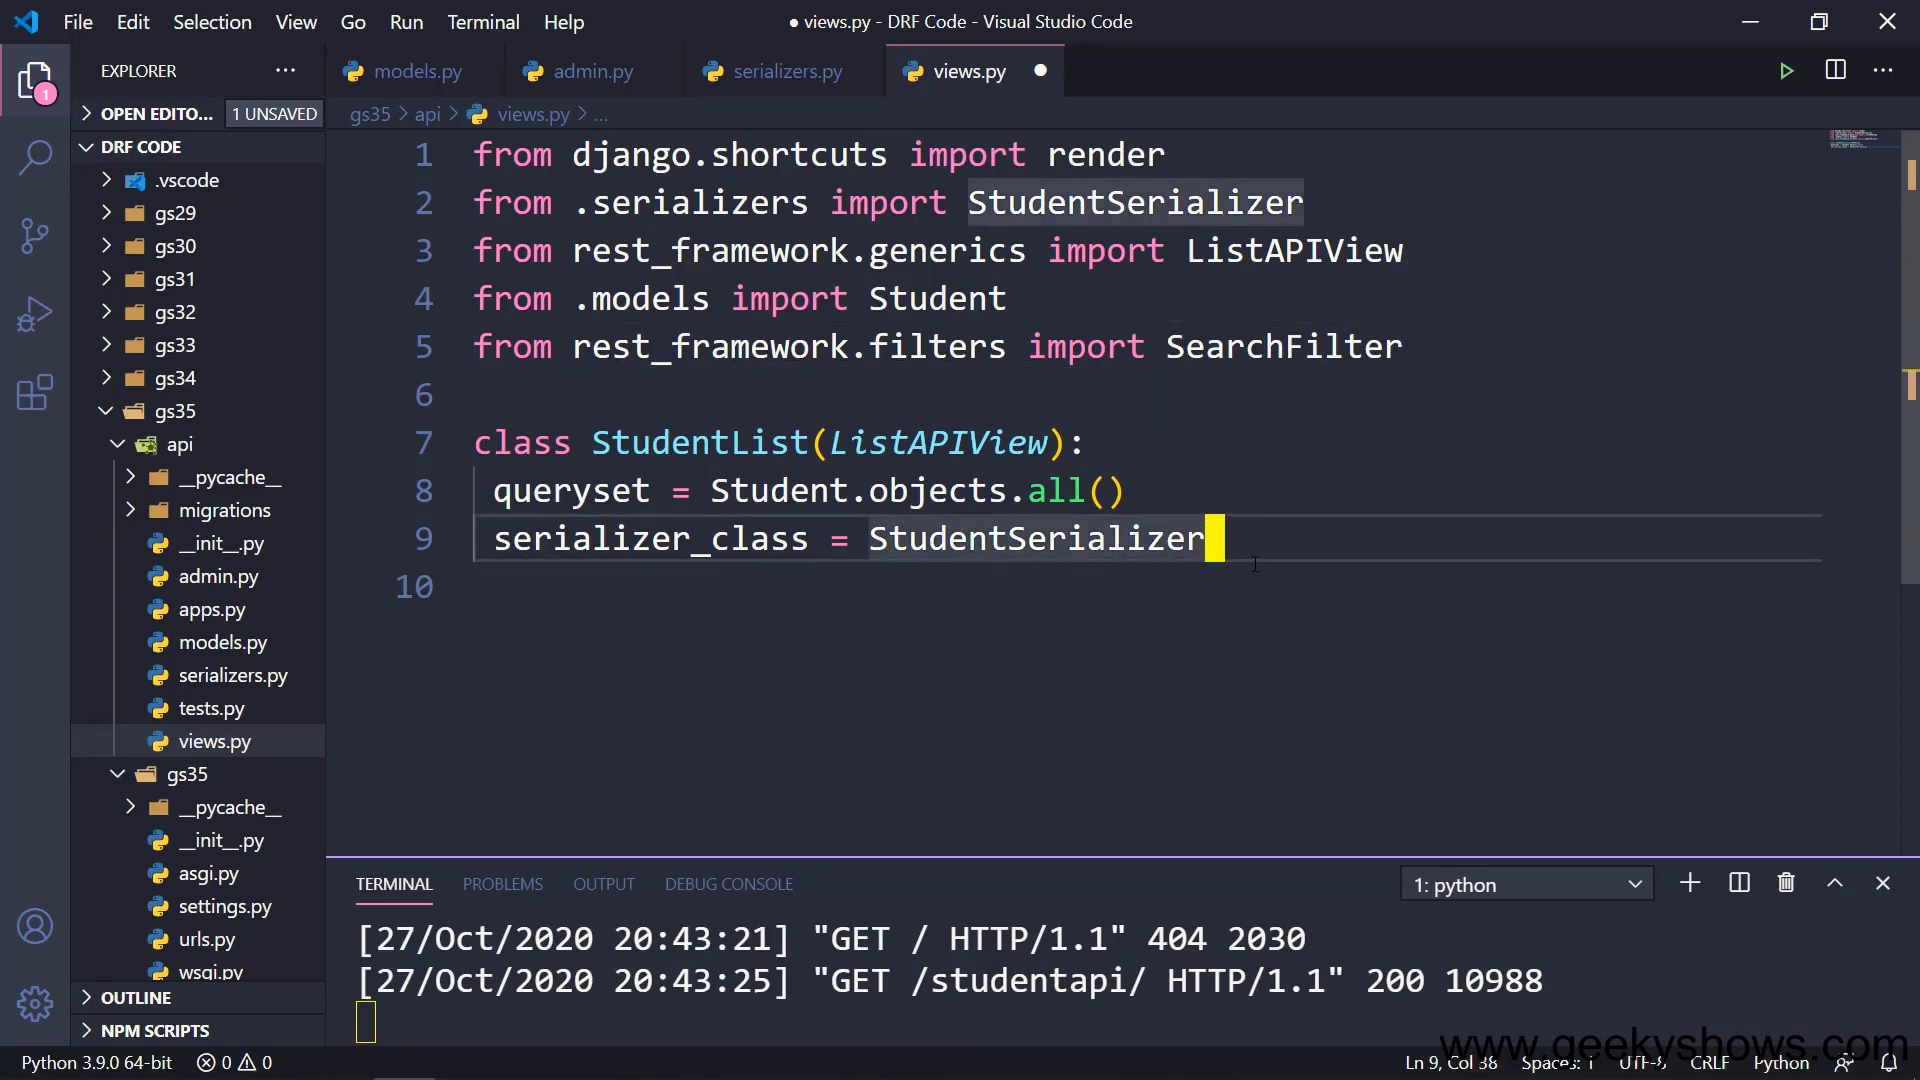 File Edit Selection View Go Run Terminal Help
● views.py - DRF Code - Visual Studio Code
EXPLORER
1
OPEN EDITO... 1 UNSAVED
DRF CODE
.vscode
gs29
gs30
gs31
gs32
gs33
gs34
gs35
api
__pycache__
migrations
__init__.py
admin.py
apps.py
models.py
serializers.py
tests.py
views.py
gs35
__pycache__
__init__.py
asgi.py
settings.py
urls.py
wsgi.py
OUTLINE
NPM SCRIPTS
models.py admin.py serializers.py views.py
gs35 > api > views.py > ...
1 from django.shortcuts import render
2 from .serializers import StudentSerializer
3 from rest_framework.generics import ListAPIView
4 from .models import Student
5 from rest_framework.filters import SearchFilter
6
7 class StudentList(ListAPIView):
8 queryset = Student.objects.all()
9 serializer_class = StudentSerializer
10
TERMINAL PROBLEMS OUTPUT DEBUG CONSOLE 1: python
[27/Oct/2020 20:43:21] "GET / HTTP/1.1" 404 2030
[27/Oct/2020 20:43:25] "GET /studentapi/ HTTP/1.1" 200 10988
www.geekyshows.com
Python 3.9.0 64-bit 0 0 Ln 9, Col 38 Spaces: 1 UTF-8 CRLF Python